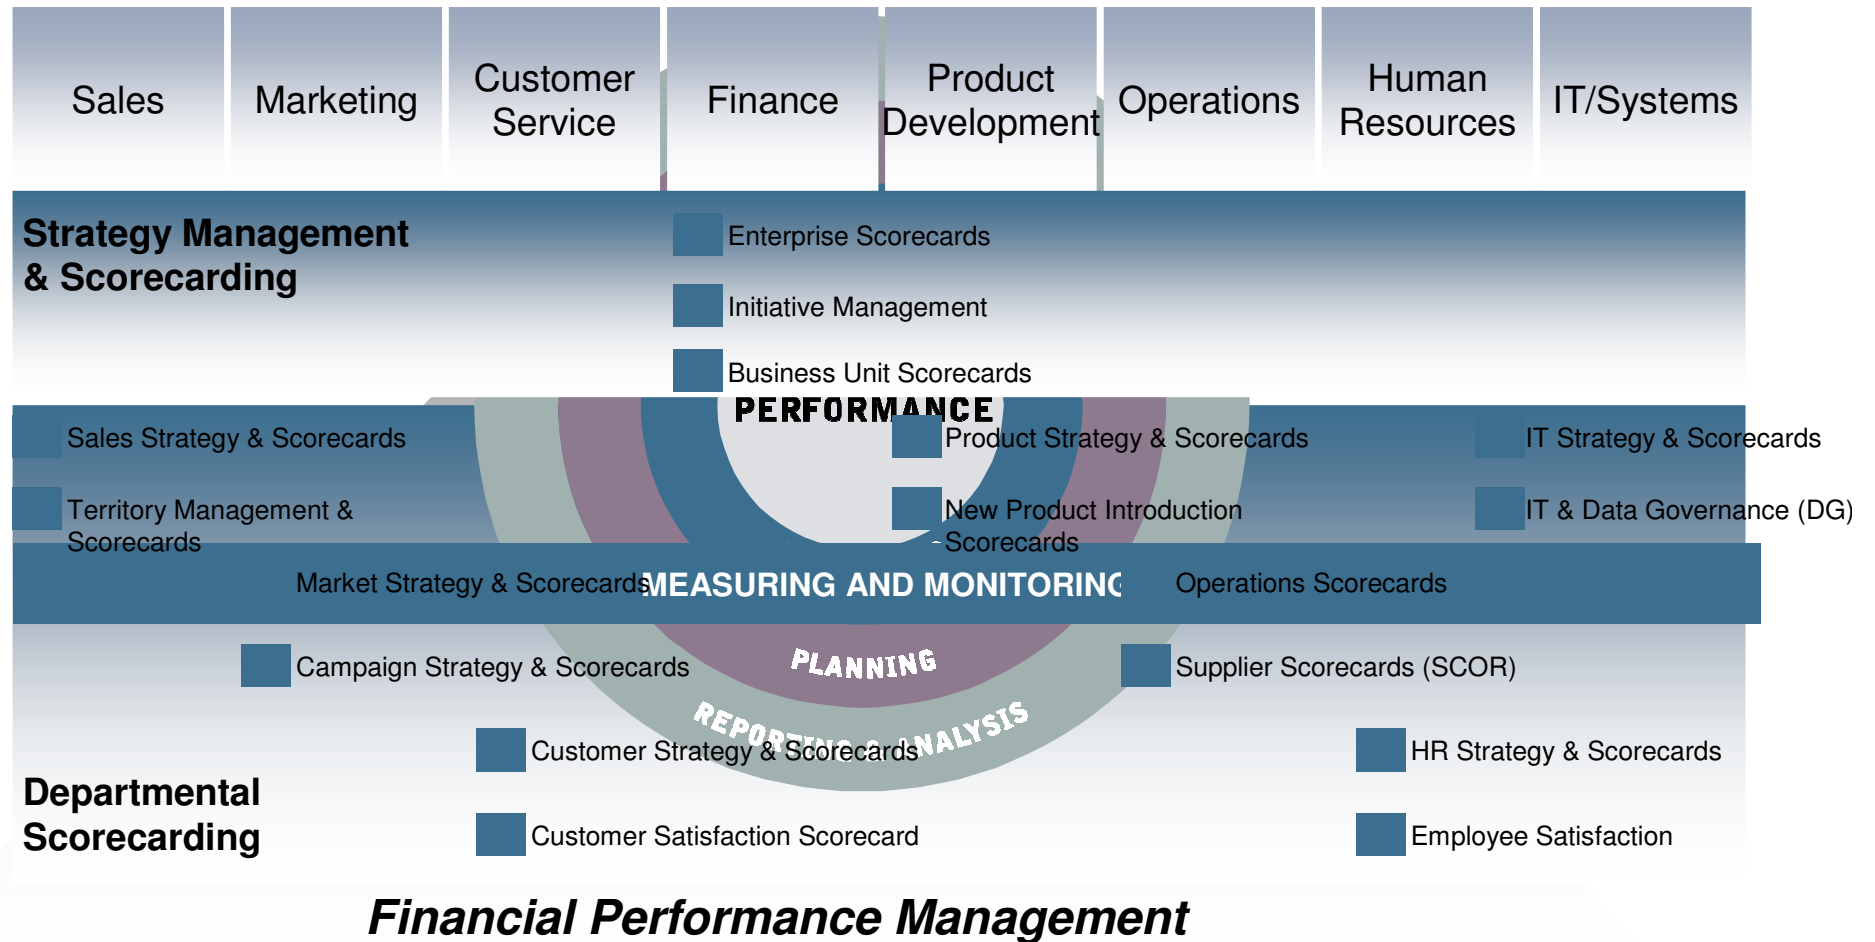 Sales
Marketing
Customer
Service
Finance
Product
Development
Operations
Human
Resources
IT/Systems
Strategy Management
& Scorecarding
Enterprise Scorecards
Initiative Management
Business Unit Scorecards
PERFORMANCE
Sales Strategy & Scorecards
Product Strategy & Scorecards
IT Strategy & Scorecards
Territory Management &
Scorecards
New Product Introduction
Scorecards
IT & Data Governance (DG)
Market Strategy & Scorecards
MEASURING AND MONITORING
Operations Scorecards
Campaign Strategy & Scorecards
PLANNING
Supplier Scorecards (SCOR)
REPORTING & ANALYSIS
Customer Strategy & Scorecards
HR Strategy & Scorecards
Departmental
Scorecarding
Customer Satisfaction Scorecard
Employee Satisfaction
Financial Performance Management